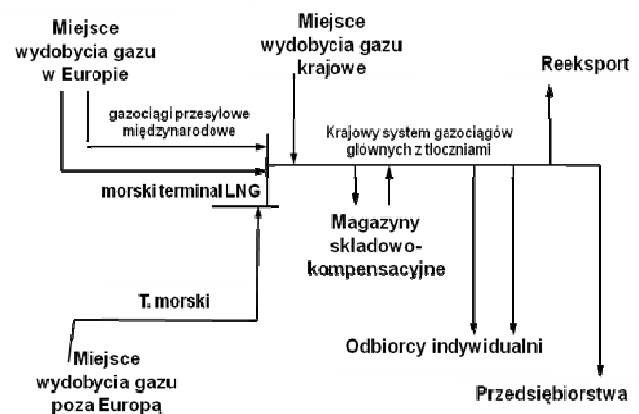 Miejsce
wydobycia gazu
w Europie
Miejsce
wydobycia gazu
krajowe
Reeksport
gazociągi przesyłowe
międzynarodowe
Krajowy system gazociągów
głównych z tłoczniami
morski terminal LNG
Magazyny
składowo-
kompensacyjne
T. morski
Odbiorcy indywidualni
Miejsce
wydobycia gazu
poza Europą
Przedsiębiorstwa